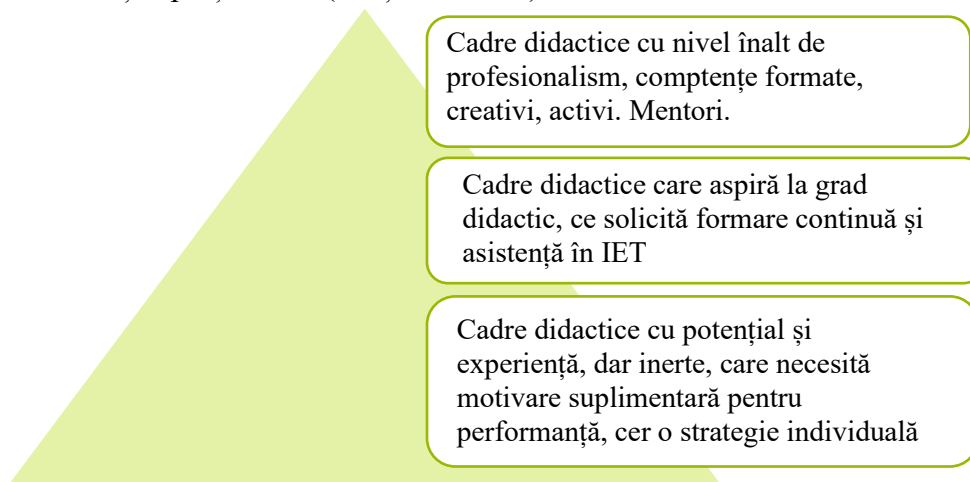 Cadre didactice cu nivel înalt de
profesionalism, comptențe formate,
creativi, activi. Mentori.
Cadre didactice care aspiră la grad
didactic, ce solicită formare continuă și
asistență în IET
Cadre didactice cu potențial și
experiență, dar inerte, care necesită
motivare suplimentară pentru
performanță, cer o strategie individuală